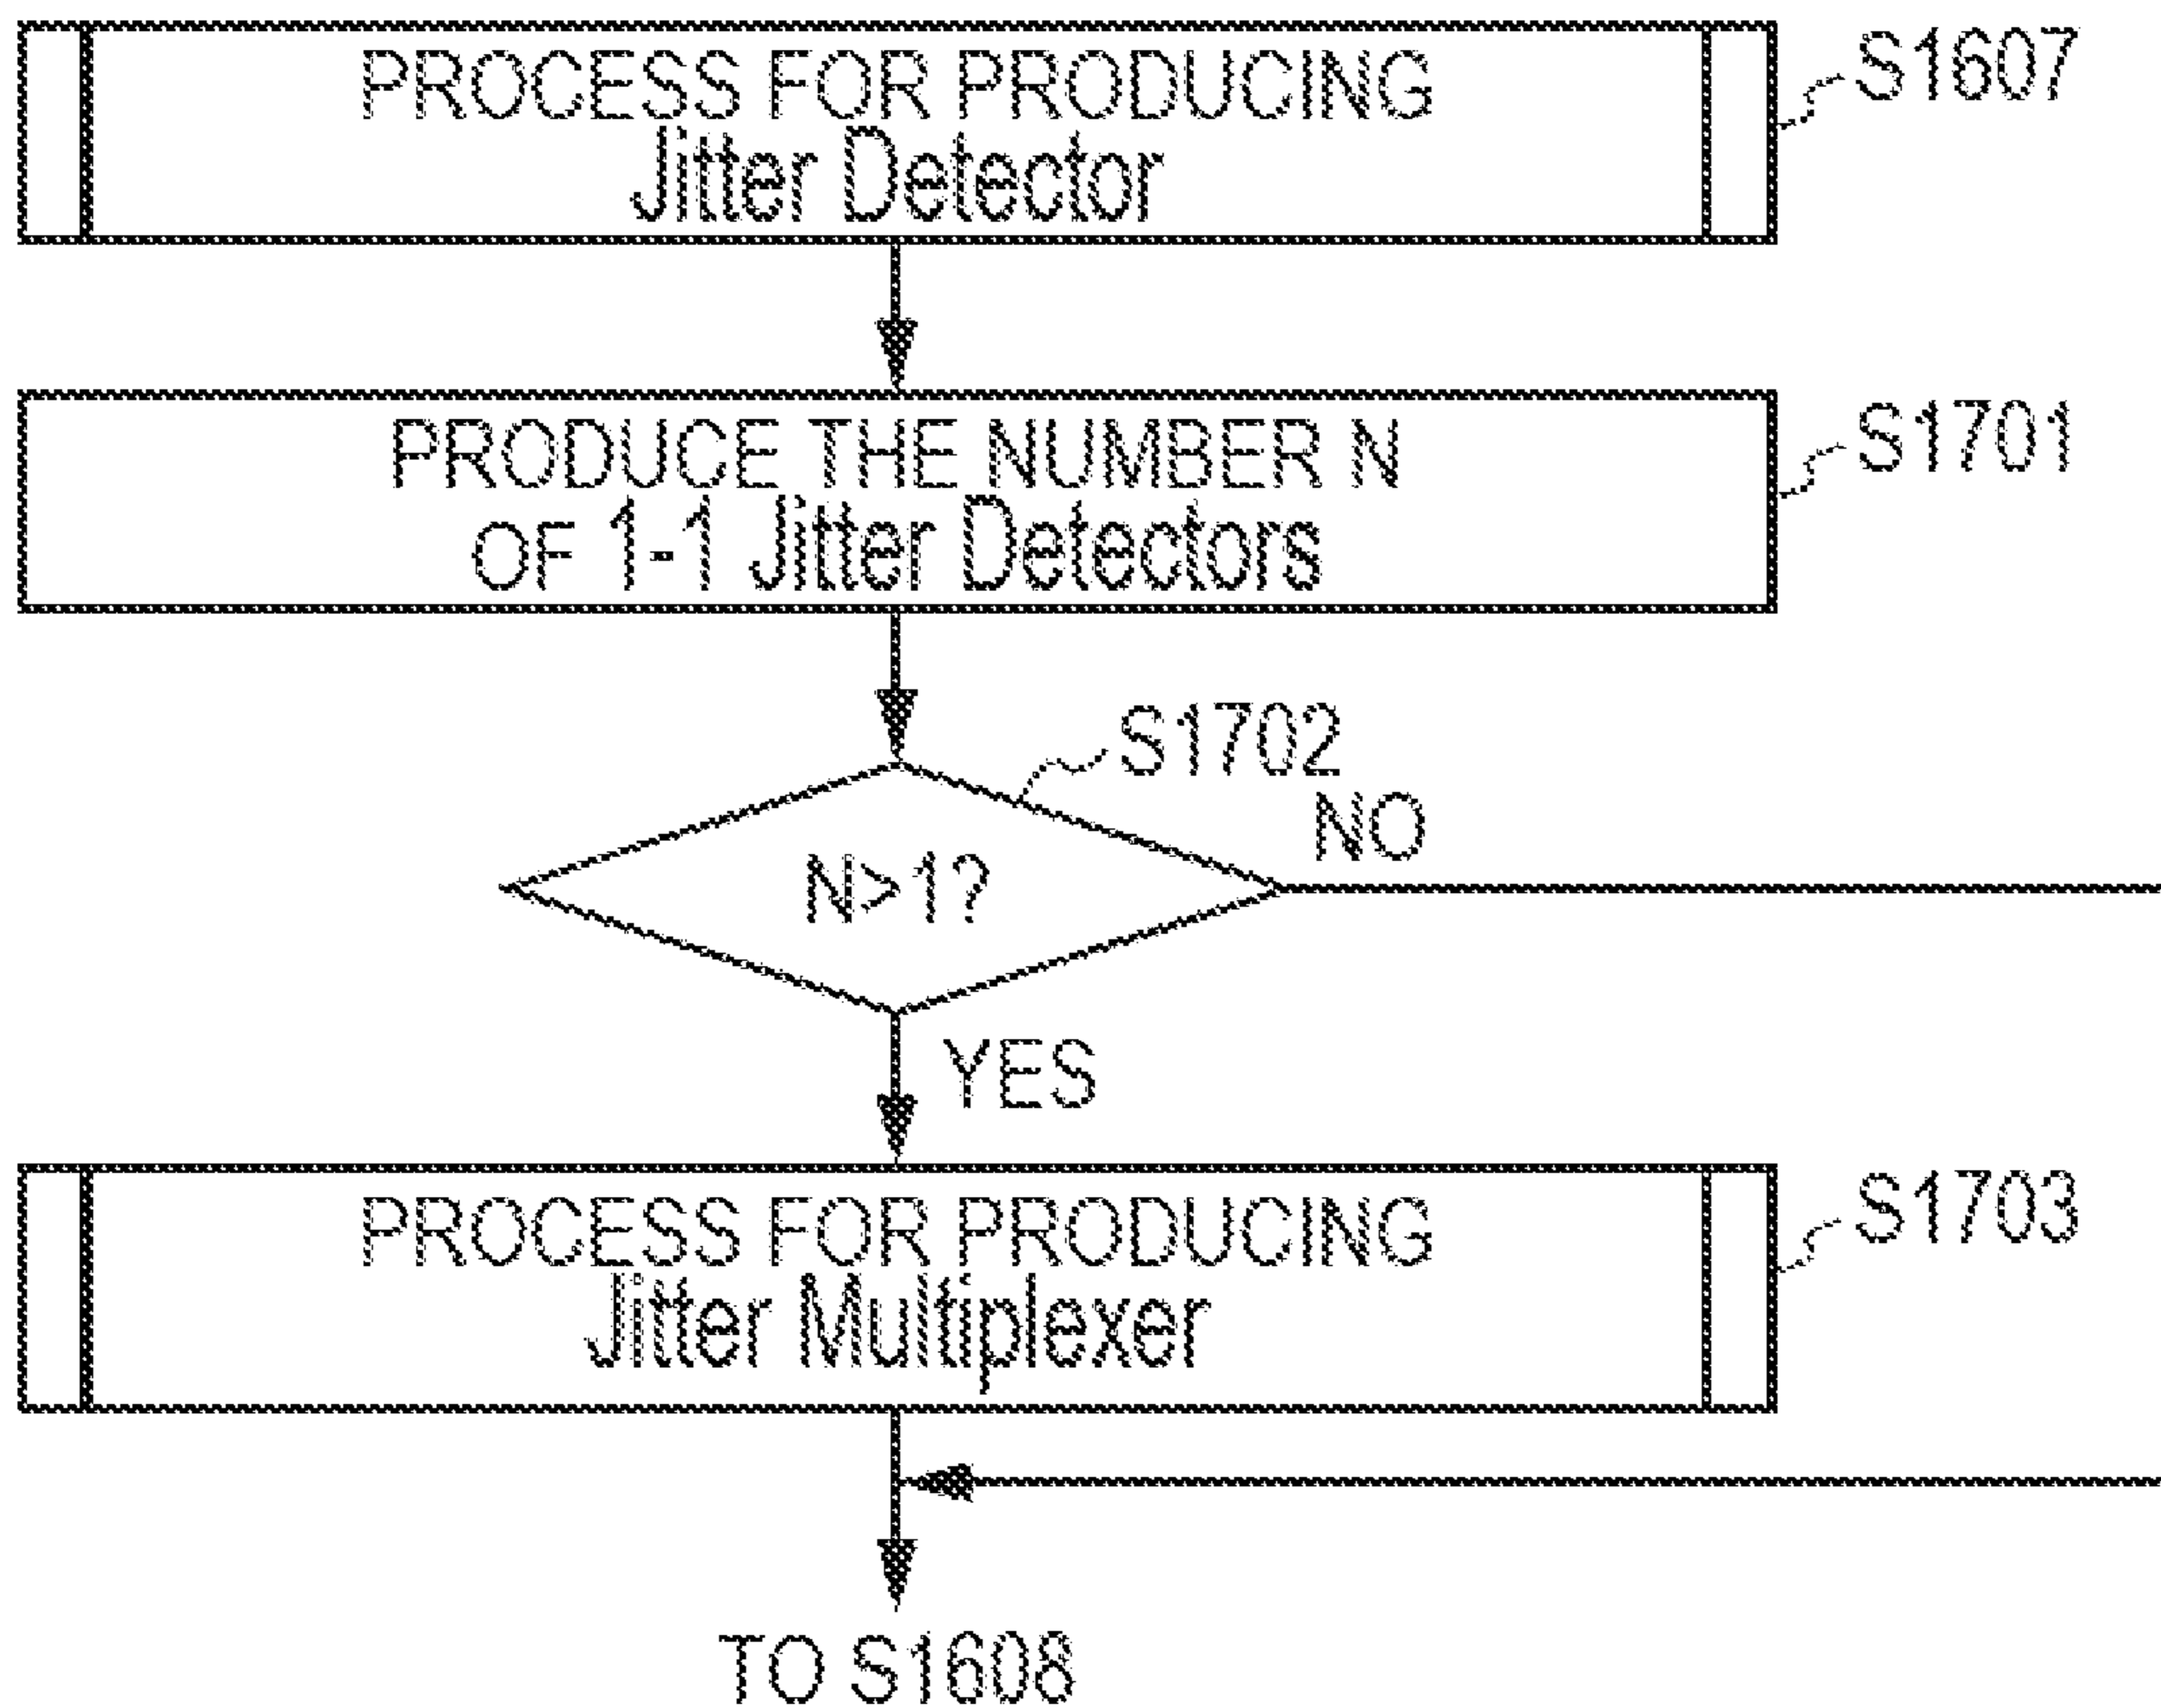 PROCESS FOR PRODUCING
Jitter Detector
S1607
PRODUCE THE NUMBER N
OF 1-1 Jitter Detectors
S1701
S1702
N>1?
NO
YES
PROCESS FOR PRODUCING
Jitter Multiplexer
S1703
TO S1608